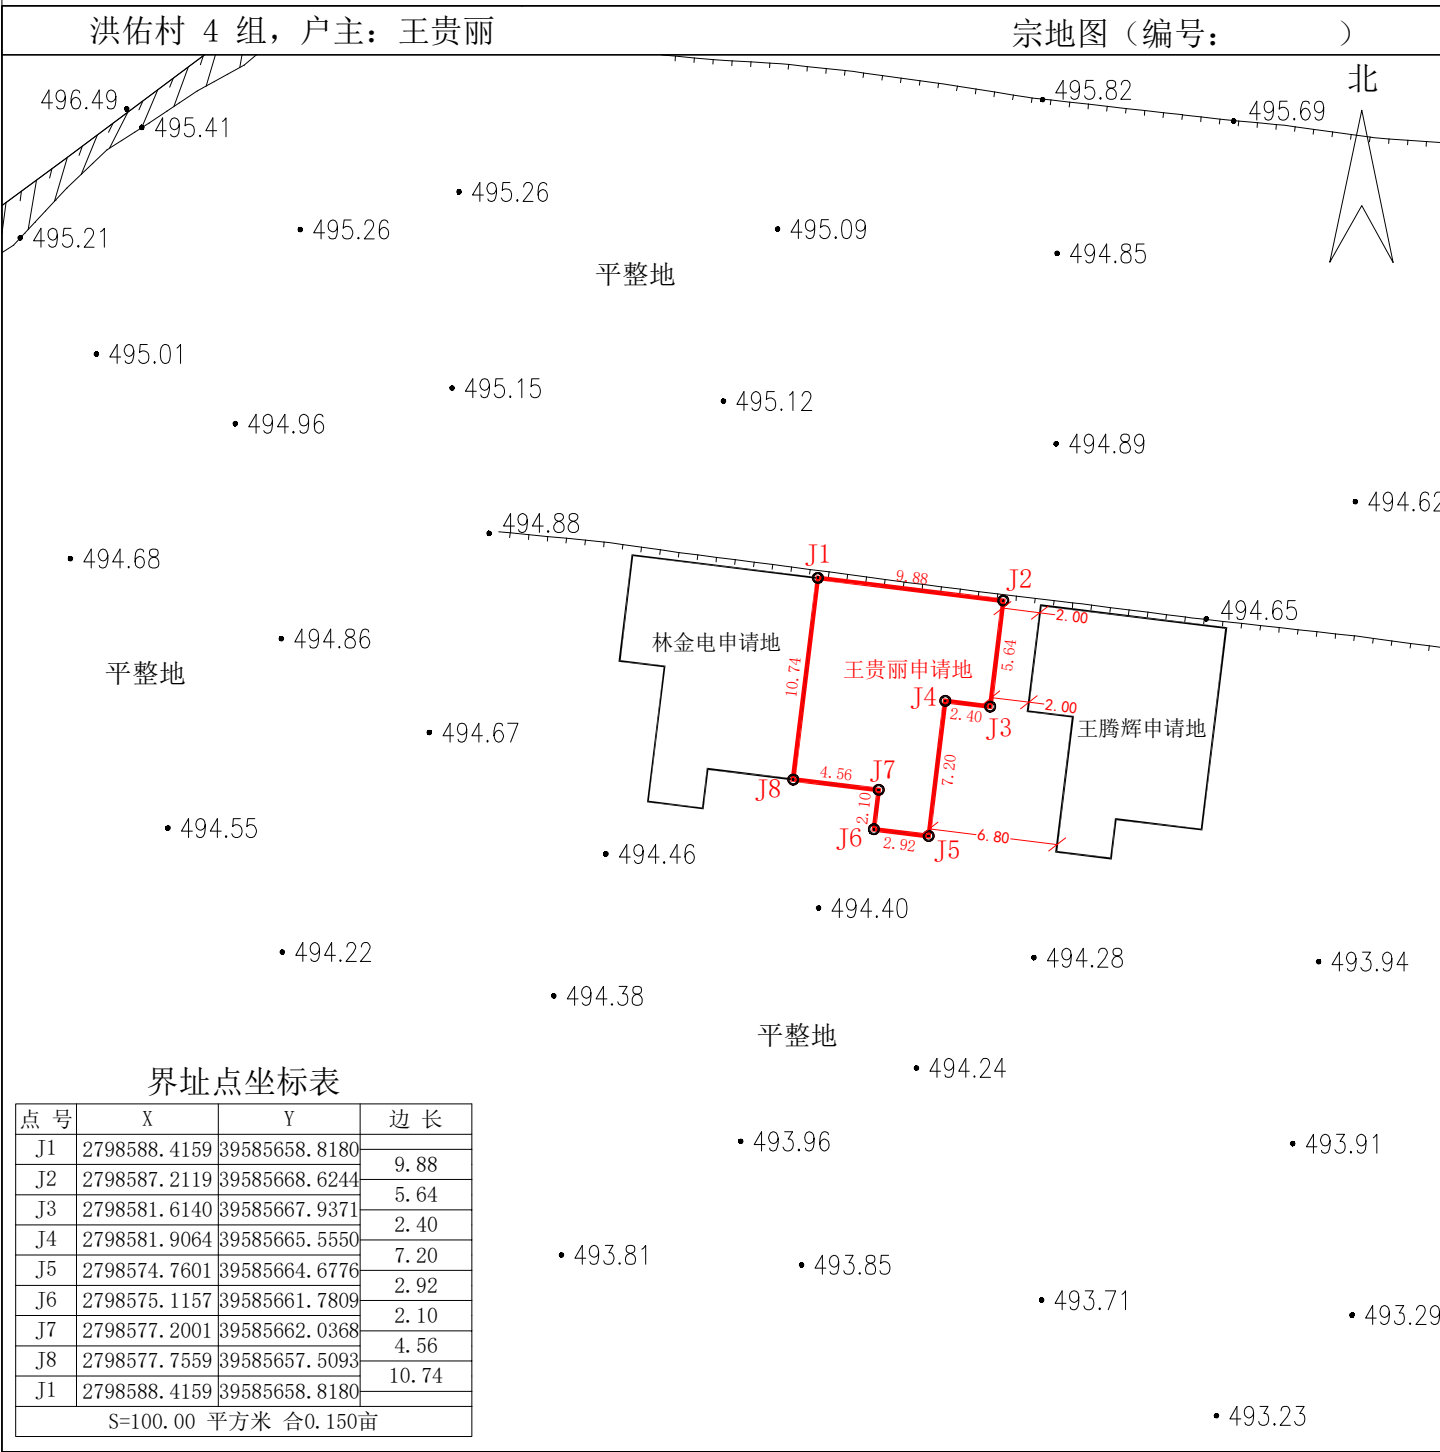 洪佑村 4 组，户主：王贵丽
宗地图（编号：　　　）
北
496.49
495.41
495.82
495.69
495.21
495.26
495.26
495.09
494.85
平整地
495.01
495.15
495.12
494.96
494.89
494.62
494.88
494.68
J1
9.88
J2
2.00
494.65
494.86
林金电申请地
10.74
王贵丽申请地
5.64
平整地
J4
2.40
J3
2.00
王腾辉申请地
494.67
7.20
J8
4.56
J7
2.10
J6
2.92
J5
6.80
494.55
494.46
494.40
494.22
494.28
493.94
494.38
平整地
494.24
493.96
493.91
493.81
493.85
493.71
493.29
493.23
界址点坐标表
点 号 X Y 边 长
J1 2798588.4159 39585658.8180
9.88
J2 2798587.2119 39585668.6244
5.64
J3 2798581.6140 39585667.9371
2.40
J4 2798581.9064 39585665.5550
7.20
J5 2798574.7601 39585664.6776
2.92
J6 2798575.1157 39585661.7809
2.10
J7 2798577.2001 39585662.0368
4.56
J8 2798577.7559 39585657.5093
10.74
J1 2798588.4159 39585658.8180
S=100.00 平方米 合0.150亩